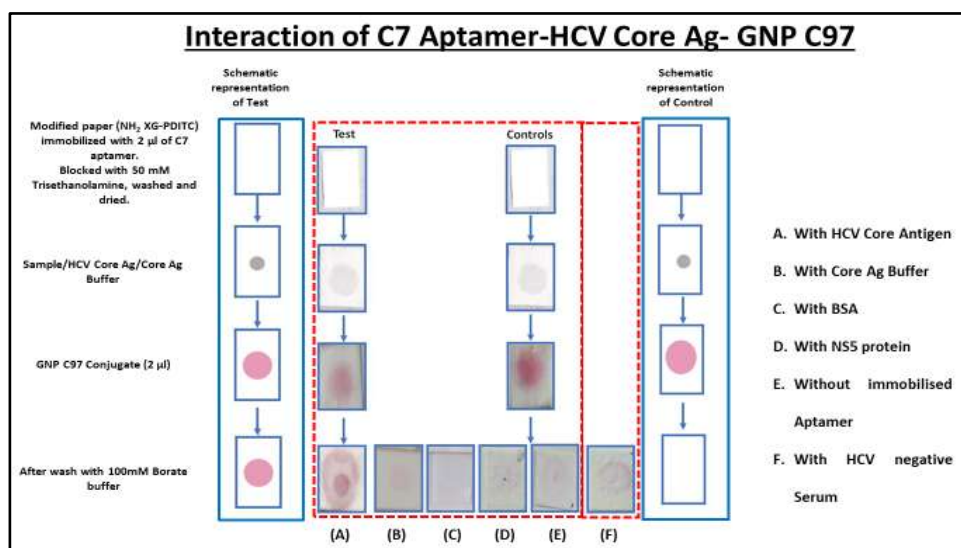 Interaction of C7 Aptamer-HCV Core Ag- GNP C97
Schematic
representation
of Test
Schematic
representation
of Control
Modified paper (NH2 XG-PDITC)
immobilized with 2 µl of C7
aptamer.
Blocked with 50 mM
Trisethanolamine, washed and
dried.
Test
Controls
Sample/HCV Core Ag/Core Ag
Buffer
GNP C97 Conjugate (2 µl)
After wash with 100mM Borate
buffer
(A) (B) (C) (D) (E) (F)
A. With HCV Core Antigen
B. With Core Ag Buffer
C. With BSA
D. With NS5 protein
E. Without immobilised
Aptamer
F. With HCV negative
Serum